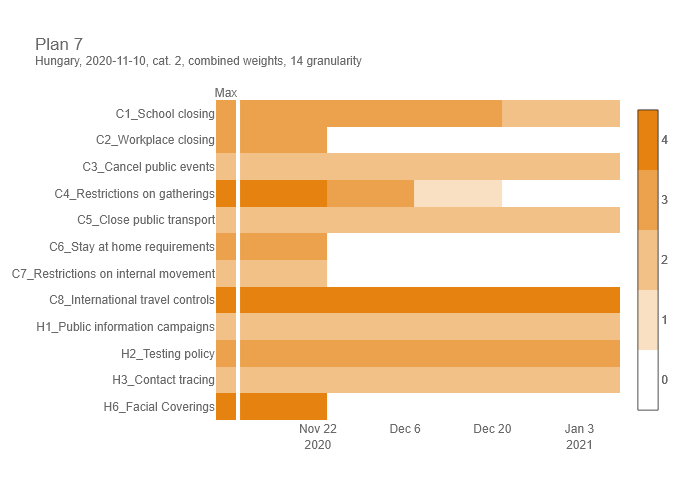 Plan 7
Hungary, 2020-11-10, cat. 2, combined weights, 14 granularity
Max
C1_School closing
C2_Workplace closing
C3_Cancel public events
C4_Restrictions on gatherings
C5_Close public transport
C6_Stay at home requirements
C7_Restrictions on internal movement
C8_International travel controls
H1_Public information campaigns
H2_Testing policy
H3_Contact tracing
H6_Facial Coverings
Nov 22
2020
Dec 6
Dec 20
Jan 3
2021
4
3
2
1
0